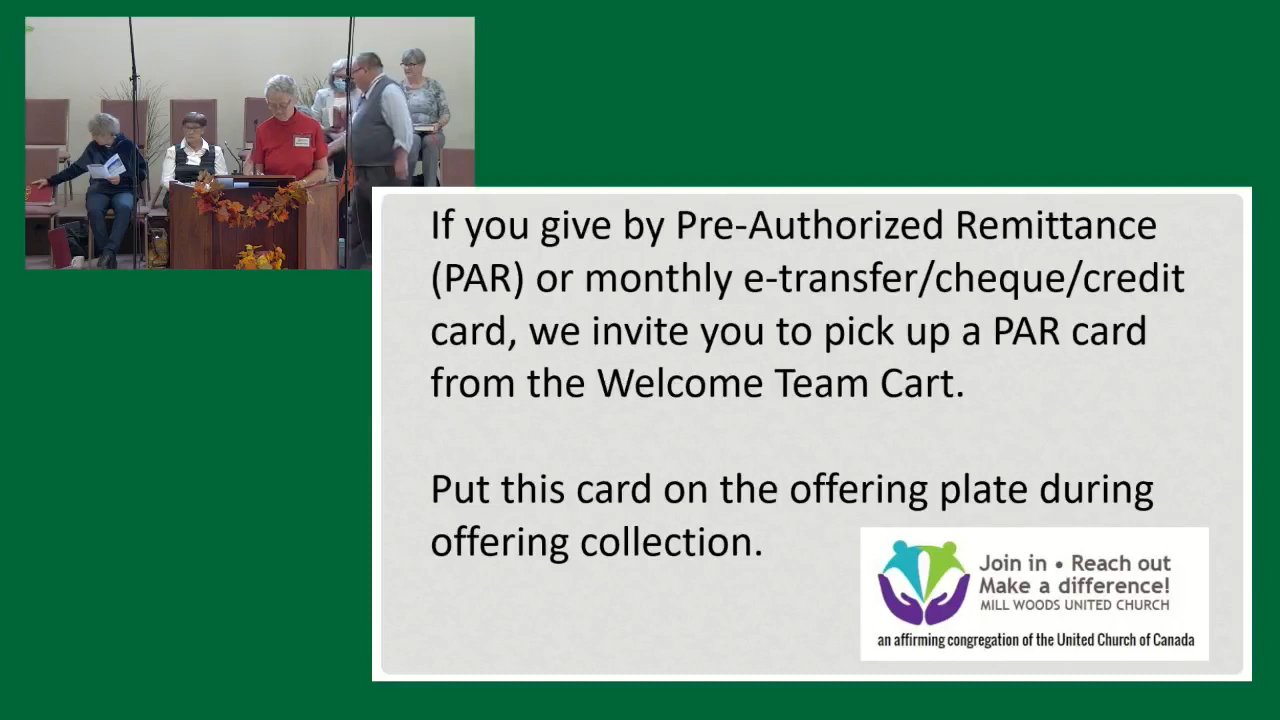 If you give by Pre-Authorized Remittance
(PAR) or monthly e-transfer/cheque/credit
card, we invite you to pick up a PAR card
from the Welcome Team Cart.
Put this card on the offering plate during
offering collection.
Join in • Reach out
Make a difference!
MILL WOODS UNITED CHURCH
an affirming congregation of the United Church of Canada